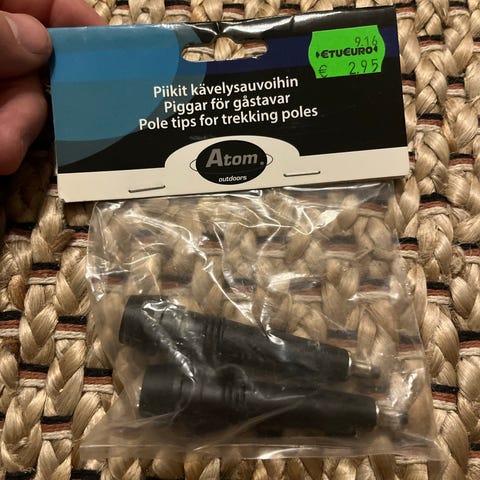 9.16
ETUEURO
€ 2.95
Piikit kävelysauvoihin
Piggar för gåstavar
Pole tips for trekking poles
Atom®
outdoors